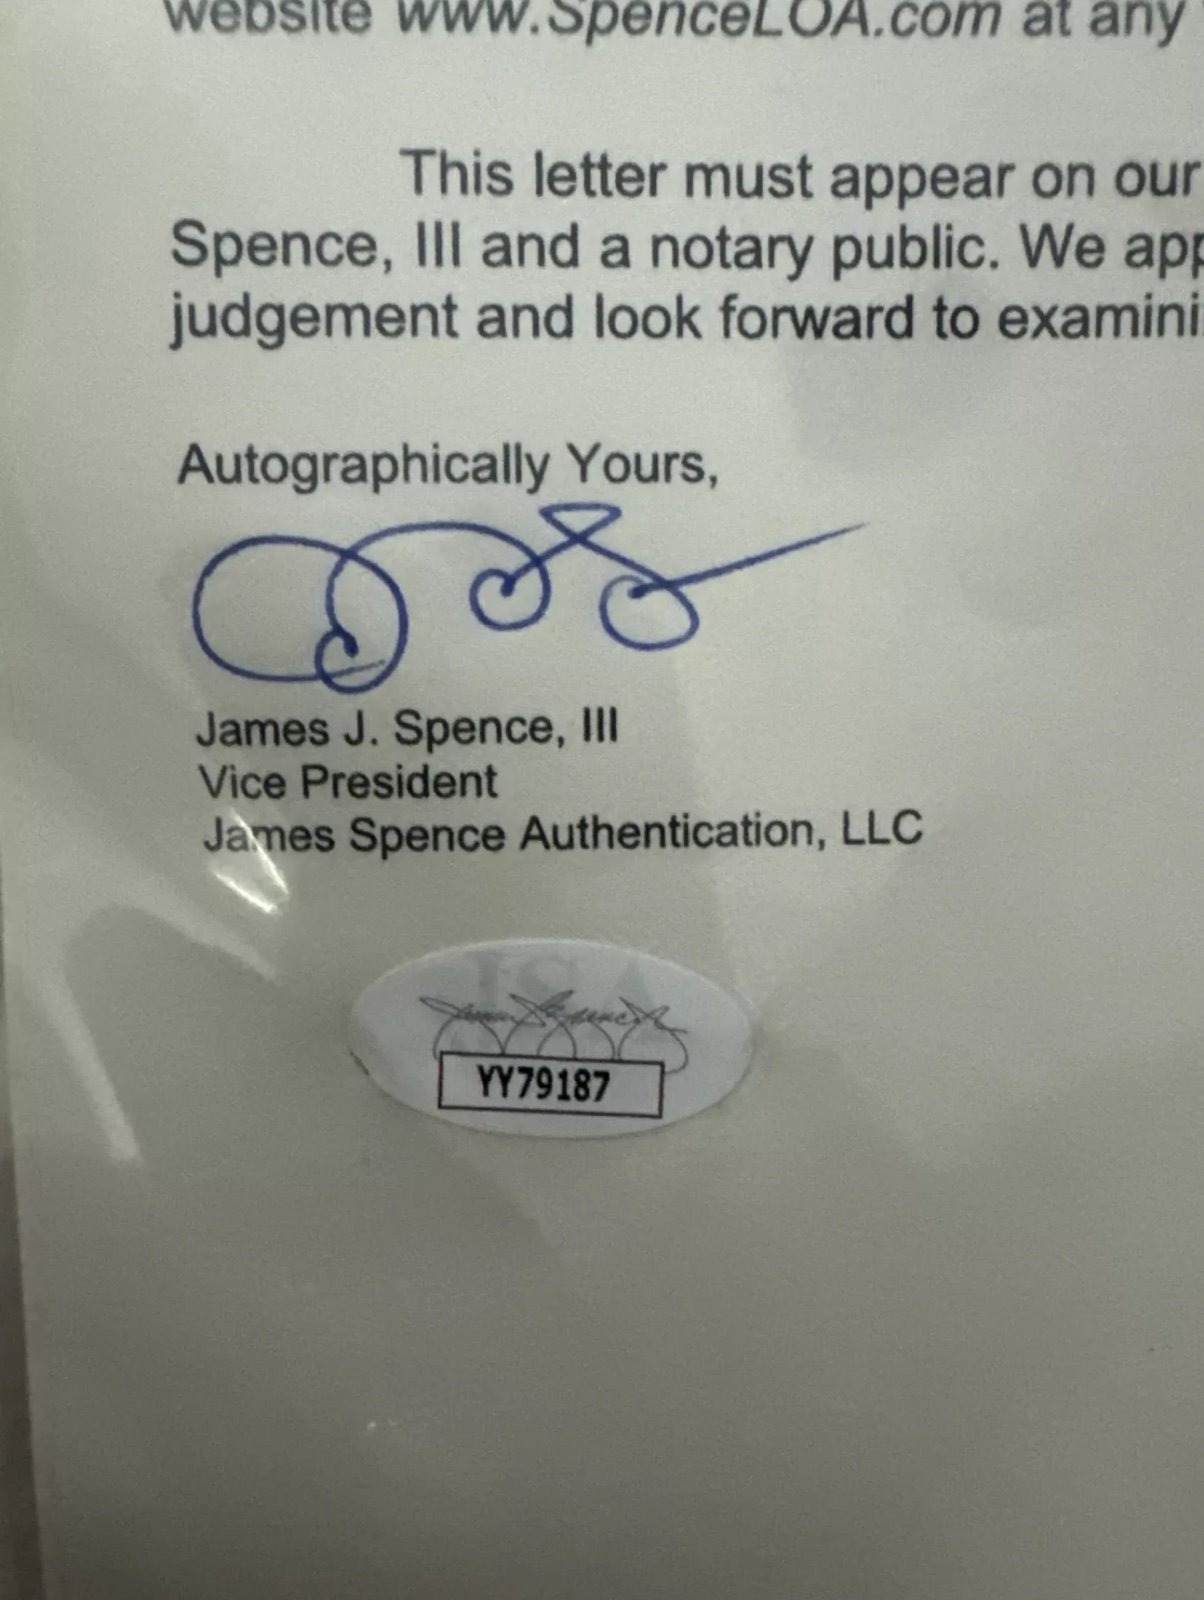 website www.SpenceLOA.com at any
This letter must appear on our
Spence, III and a notary public. We app
judgement and look forward to examini
Autographically Yours,
James J. Spence, III
Vice President
James Spence Authentication, LLC
JSA
YY79187